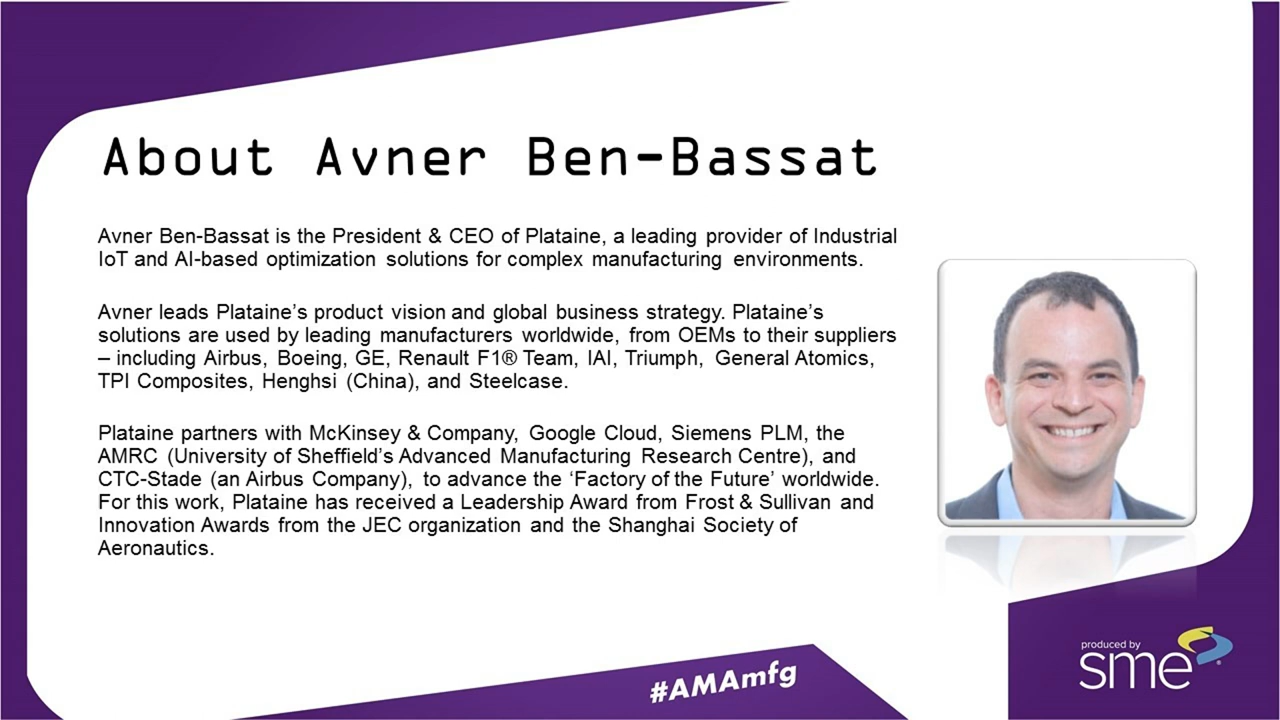 About Avner Ben-Bassat
Avner Ben-Bassat is the President & CEO of Plataine, a leading provider of Industrial
IoT and AI-based optimization solutions for complex manufacturing environments.
Avner leads Plataine’s product vision and global business strategy. Plataine’s
solutions are used by leading manufacturers worldwide, from OEMs to their suppliers
– including Airbus, Boeing, GE, Renault F1® Team, IAI, Triumph, General Atomics,
TPI Composites, Henghsi (China), and Steelcase.
Plataine partners with McKinsey & Company, Google Cloud, Siemens PLM, the
AMRC (University of Sheffield’s Advanced Manufacturing Research Centre), and
CTC-Stade (an Airbus Company), to advance the ‘Factory of the Future’ worldwide.
For this work, Plataine has received a Leadership Award from Frost & Sullivan and
Innovation Awards from the JEC organization and the Shanghai Society of
Aeronautics.
#AMAmfg
produced by
sme®